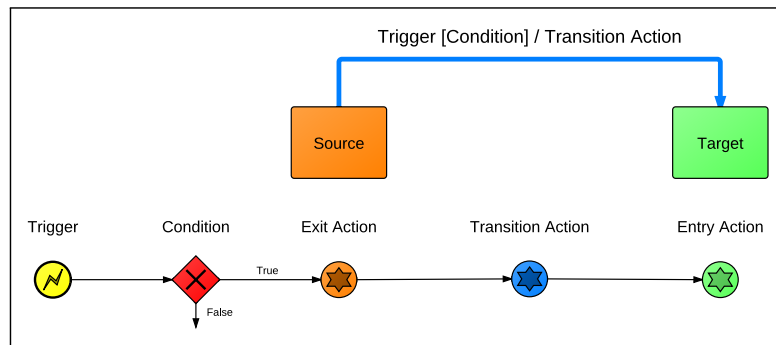 Trigger [Condition] / Transition Action
Source
Target
Trigger
Condition
Exit Action
Transition Action
Entry Action
True
False